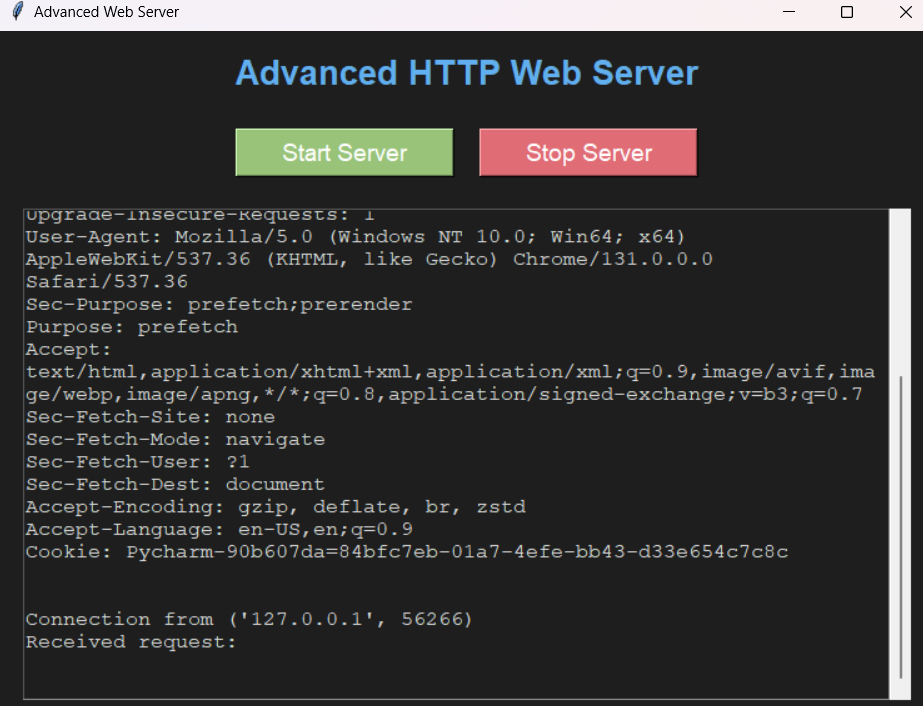 Advanced Web Server
Advanced HTTP Web Server
Start Server
Stop Server
Upgrade-Insecure-Requests: 1
User-Agent: Mozilla/5.0 (Windows NT 10.0; Win64; x64)
AppleWebKit/537.36 (KHTML, like Gecko) Chrome/131.0.0.0
Safari/537.36
Sec-Purpose: prefetch;prerender
Purpose: prefetch
Accept:
text/html,application/xhtml+xml,application/xml;q=0.9,image/avif,ima
ge/webp,image/apng,*/*;q=0.8,application/signed-exchange;v=b3;q=0.7
Sec-Fetch-Site: none
Sec-Fetch-Mode: navigate
Sec-Fetch-User: ?1
Sec-Fetch-Dest: document
Accept-Encoding: gzip, deflate, br, zstd
Accept-Language: en-US,en;q=0.9
Cookie: Pycharm-90b607da=84bfc7eb-01a7-4efe-bb43-d33e654c7c8c
Connection from ('127.0.0.1', 56266)
Received request: